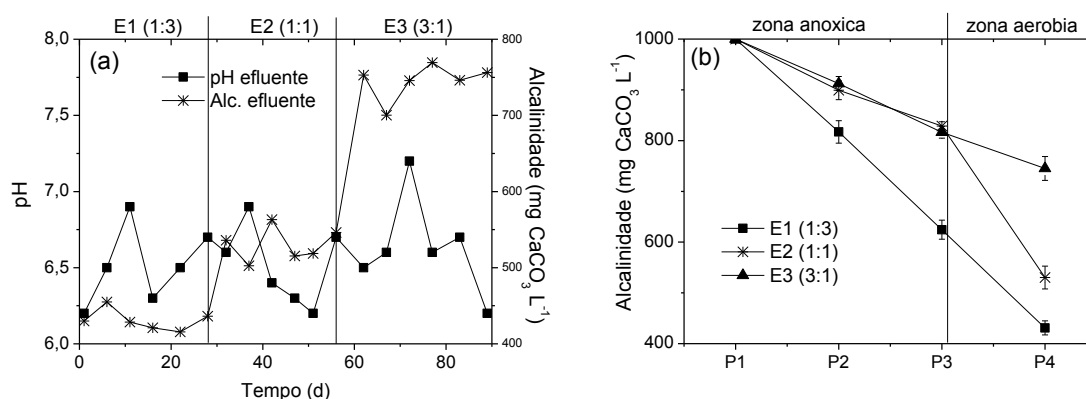 E1 (1:3) E2 (1:1) E3 (3:1)
(a)
pH efluente
Alc. efluente
8,0
7,5
7,0
6,5
6,0
pH
800
700
600
500
400
Alcalinidade (mg CaCO3 L-1)
0 20 40 60 80
Tempo (d)
zona anoxica zona aerobia
(b)
1000
800
600
400
Alcalinidade (mg CaCO3 L-1)
E1 (1:3)
E2 (1:1)
E3 (3:1)
P1 P2 P3 P4